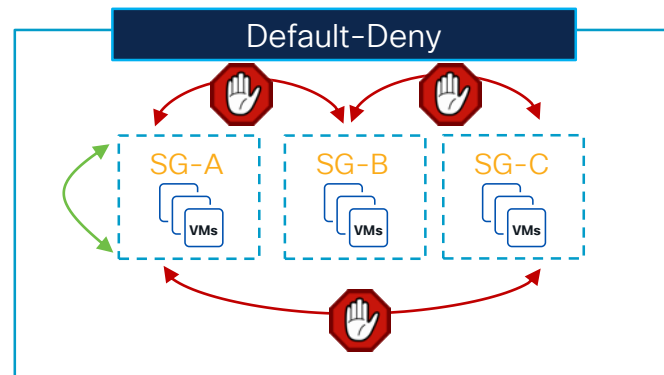 Default-Deny
SG-A
SG-B
SG-C
VMs
VMs
VMs